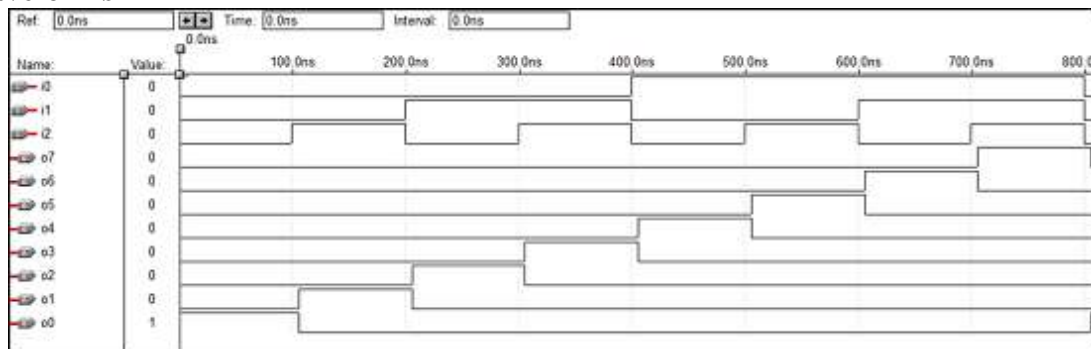 Ref: 0.0ns Time: 0.0ns Interval: 0.0ns
0.0ns
Name: Value: 100.0ns 200.0ns 300.0ns 400.0ns 500.0ns 600.0ns 700.0ns 800.0
i0 0
i1 0
i2 0
o7 0
o6 0
o5 0
o4 0
o3 0
o2 0
o1 0
o0 1